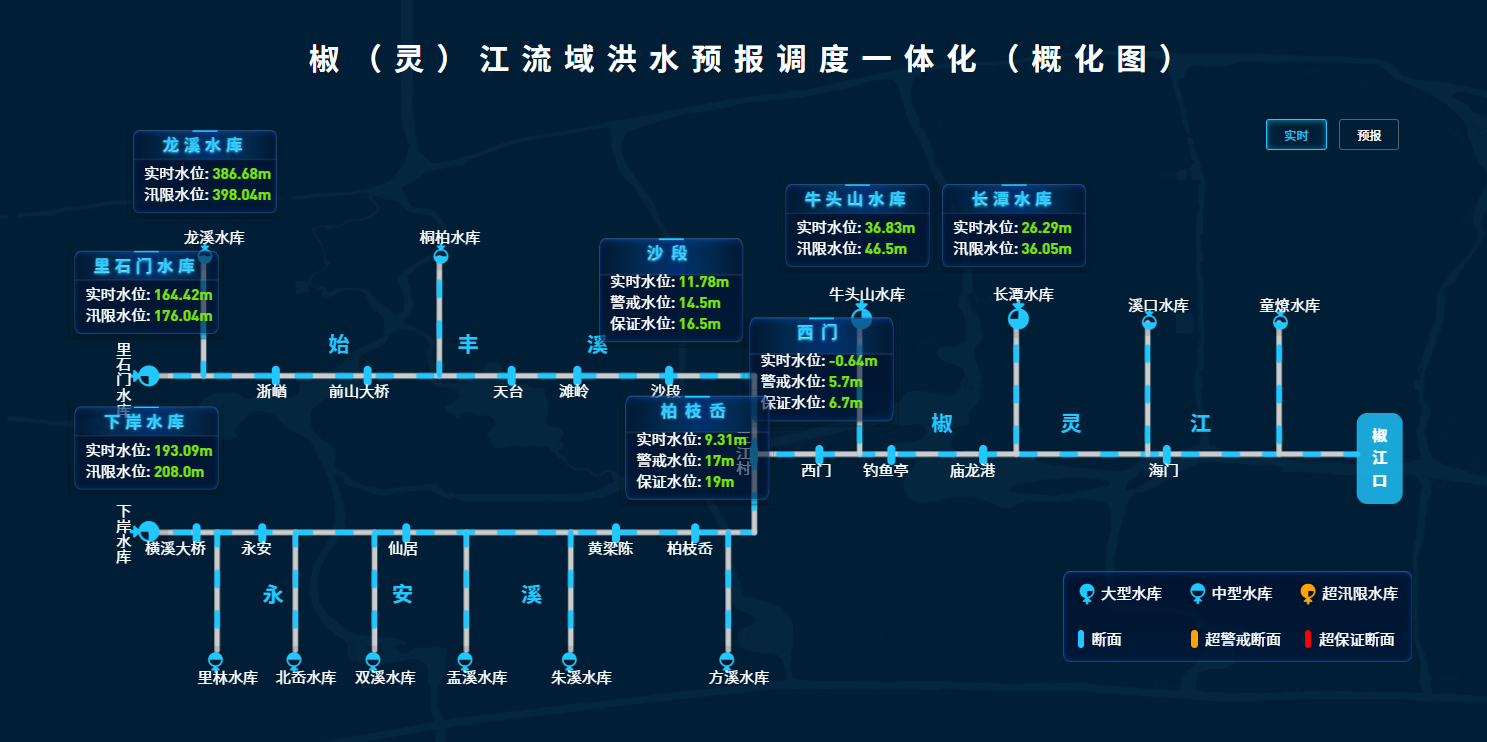 椒（灵）江流域洪水预报调度一体化（概化图）
实时
预报
龙溪水库
实时水位: 386.68m
汛限水位: 398.04m
牛头山水库
实时水位: 36.83m
汛限水位: 46.5m
长潭水库
实时水位: 26.29m
汛限水位: 36.05m
龙溪水库
桐柏水库
沙段
实时水位: 11.78m
警戒水位: 14.5m
保证水位: 16.5m
里石门水库
实时水位: 164.42m
汛限水位: 176.04m
牛头山水库
长潭水库
溪口水库
童燎水库
西门
实时水位: -0.64m
警戒水位: 5.7m
保证水位: 6.7m
始丰溪
里石门水库
前山大桥
天台
滩岭
沙段
下岸水库
实时水位: 193.09m
汛限水位: 208.0m
柏枝岙
实时水位: 9.31m
警戒水位: 17m
保证水位: 19m
三江村
椒灵江
西门
钓鱼亭
庙龙港
海门
椒江口
下岸水库
横溪大桥
永安
仙居
黄梁陈
柏枝岙
永安溪
里林水库
北岙水库
双溪水库
盂溪水库
朱溪水库
方溪水库
大型水库
中型水库
超汛限水库
断面
超警戒断面
超保证断面